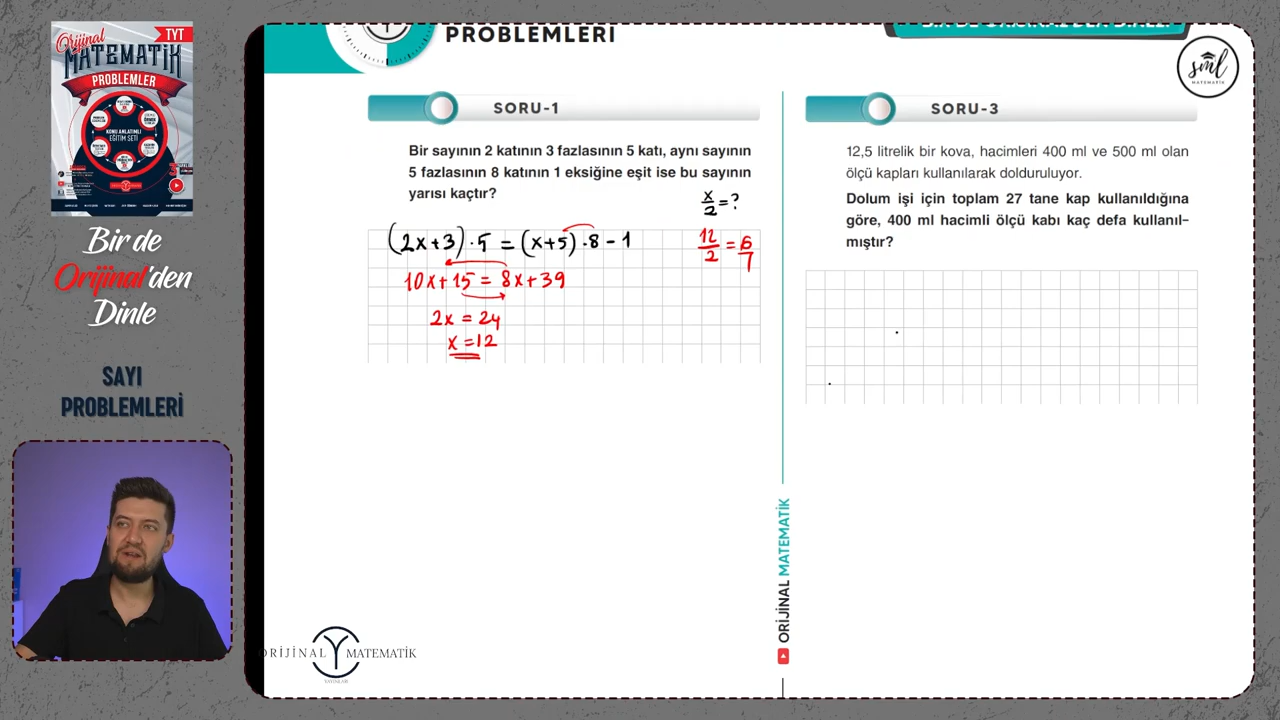 TYT
Orijinal
MATEMATİK
PROBLEMLER
KONU ANLATIMLI
EĞİTİM SETİ
Bir de
Orijinal'den
Dinle
SAYI
PROBLEMLERİ
PROBLEMLERİ
sml
MATEMATİK
SORU-1
Bir sayının 2 katının 3 fazlasının 5 katı, aynı sayının
5 fazlasının 8 katının 1 eksiğine eşit ise bu sayının
yarısı kaçtır?
x/2 = ?
(2x+3)·5 = (x+5)·8 - 1
12/2 = 6
10x+15 = 8x+39
2x = 24
x = 12
SORU-3
12,5 litrelik bir kova, hacimleri 400 ml ve 500 ml olan
ölçü kapları kullanılarak dolduruluyor.
Dolum işi için toplam 27 tane kap kullanıldığına
göre, 400 ml hacimli ölçü kabı kaç defa kullanıl-
mıştır?
ORİJİNAL MATEMATİK
ORİJİNAL MATEMATİK
YAYINLARI